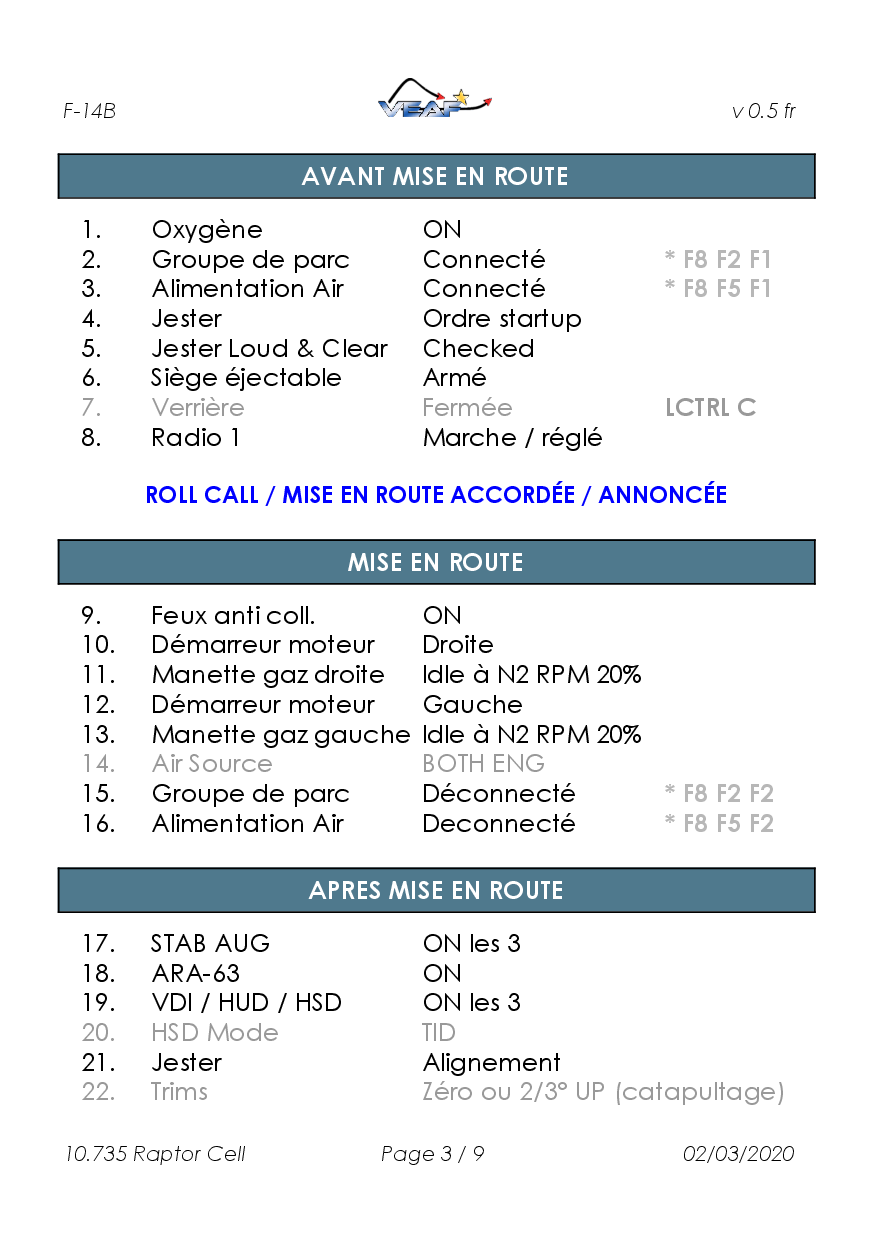 F-14B VEAF v 0.5 fr
AVANT MISE EN ROUTE
1. Oxygène ON
2. Groupe de parc Connecté * F8 F2 F1
3. Alimentation Air Connecté * F8 F5 F1
4. Jester Ordre startup
5. Jester Loud & Clear Checked
6. Siège éjectable Armé
7. Verrière Fermée LCTRL C
8. Radio 1 Marche / réglé
ROLL CALL / MISE EN ROUTE ACCORDÉE / ANNONCÉE
MISE EN ROUTE
9. Feux anti coll. ON
10. Démarreur moteur Droite
11. Manette gaz droite Idle à N2 RPM 20%
12. Démarreur moteur Gauche
13. Manette gaz gauche Idle à N2 RPM 20%
14. Air Source BOTH ENG
15. Groupe de parc Déconnecté * F8 F2 F2
16. Alimentation Air Deconnecté * F8 F5 F2
APRES MISE EN ROUTE
17. STAB AUG ON les 3
18. ARA-63 ON
19. VDI / HUD / HSD ON les 3
20. HSD Mode TID
21. Jester Alignement
22. Trims Zéro ou 2/3° UP (catapultage)
10.735 Raptor Cell Page 3 / 9 02/03/2020